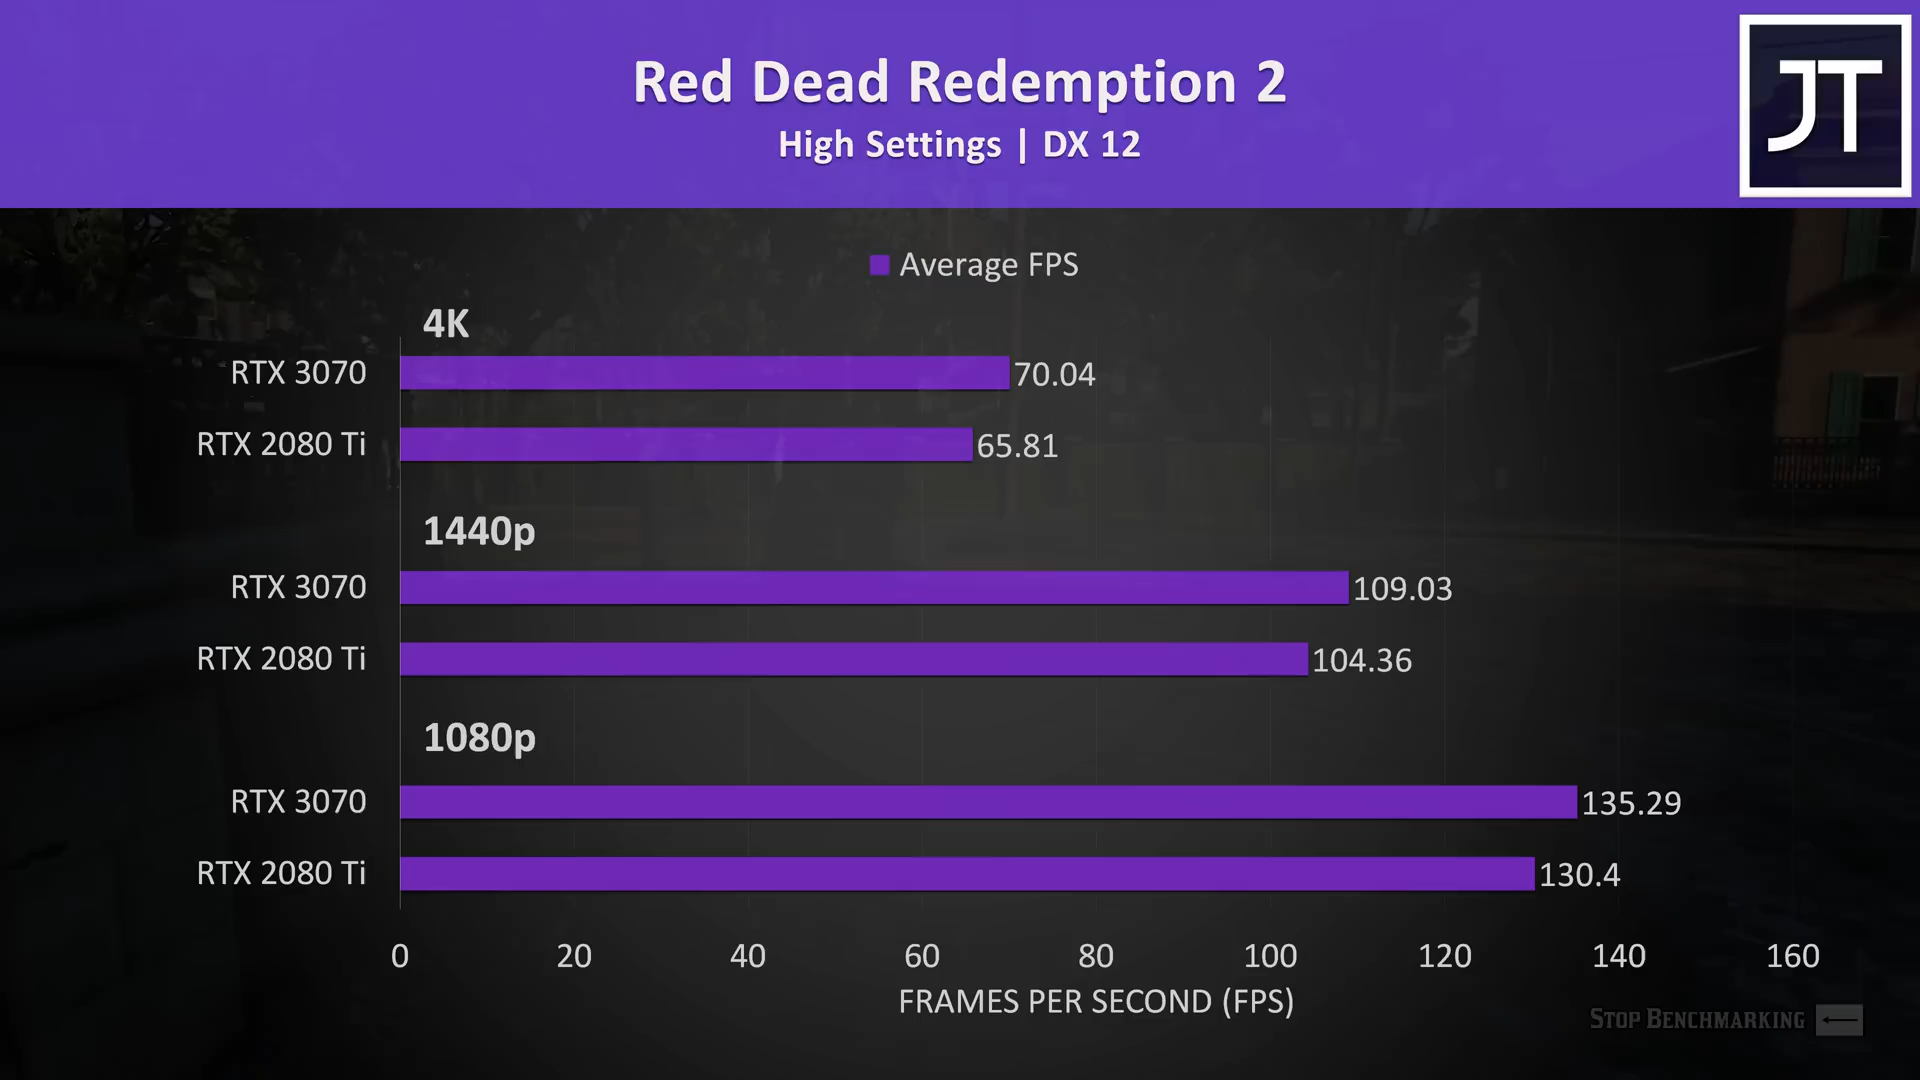 Red Dead Redemption 2
High Settings | DX 12
JT
Average FPS
4K
RTX 3070 70.04
RTX 2080 Ti 65.81
1440p
RTX 3070 109.03
RTX 2080 Ti 104.36
1080p
RTX 3070 135.29
RTX 2080 Ti 130.4
0 20 40 60 80 100 120 140 160
FRAMES PER SECOND (FPS)
STOP BENCHMARKING